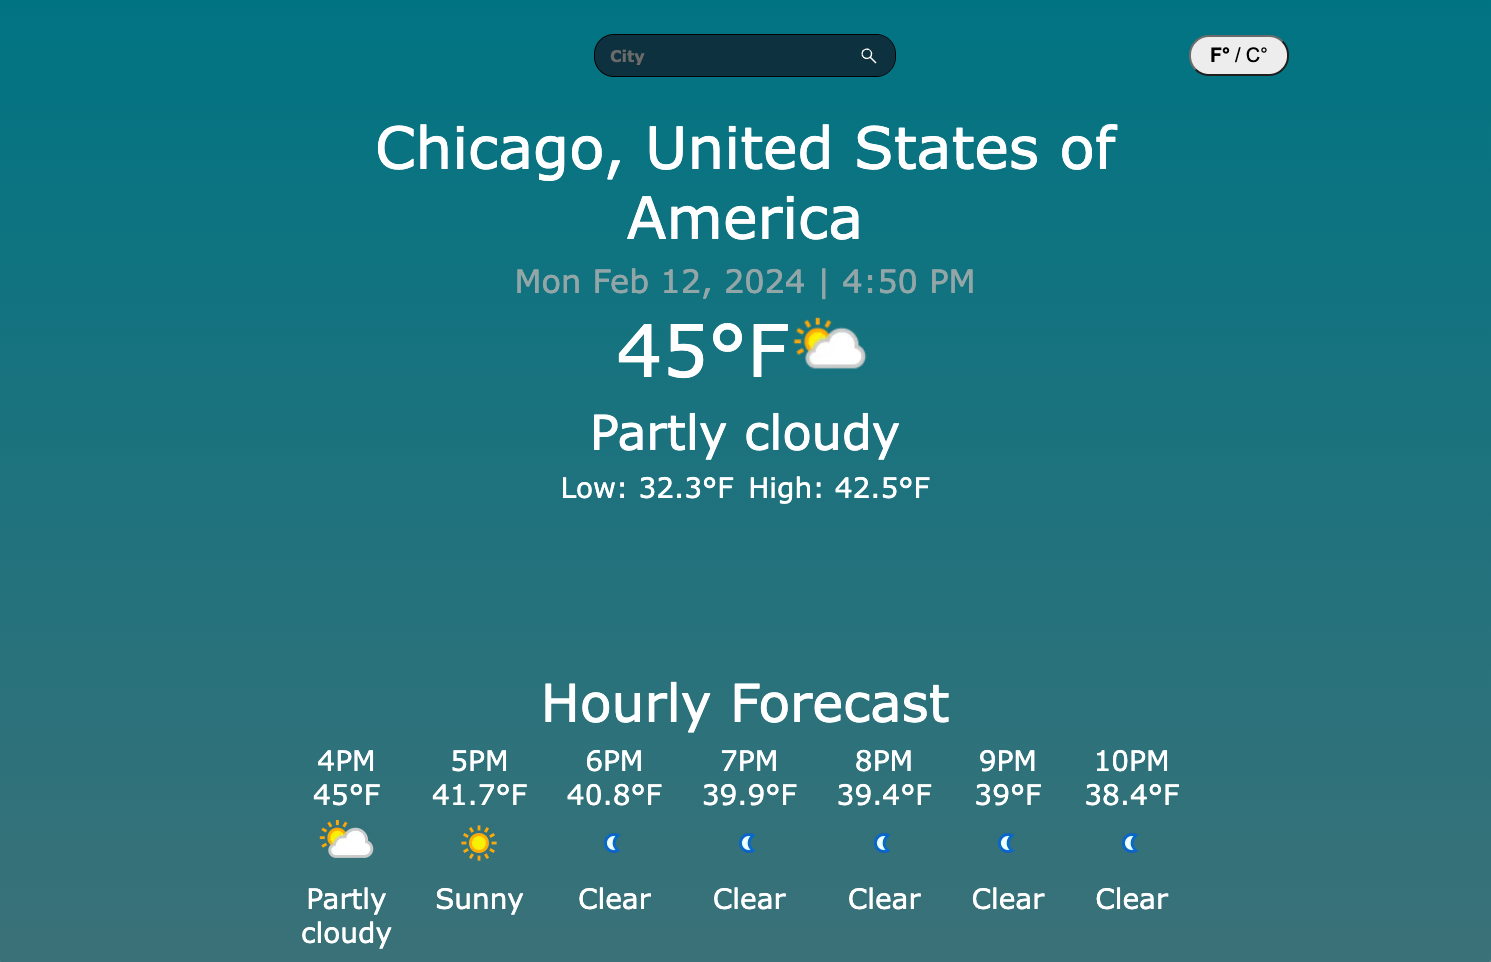 City
F° / C°
Chicago, United States of
America
Mon Feb 12, 2024 | 4:50 PM
45°F
Partly cloudy
Low: 32.3°F High: 42.5°F
Hourly Forecast
4PM 5PM 6PM 7PM 8PM 9PM 10PM
45°F 41.7°F 40.8°F 39.9°F 39.4°F 39°F 38.4°F
Partly Sunny Clear Clear Clear Clear Clear
cloudy